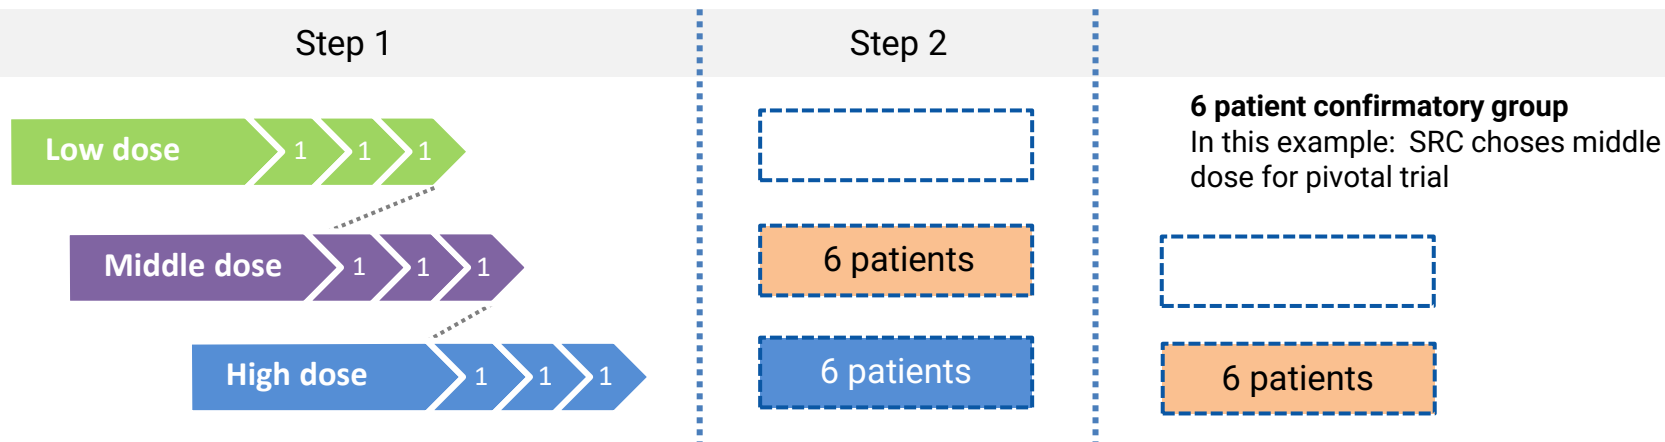 Step 1
Step 2
6 patient confirmatory group
In this example: SRC choses middle
dose for pivotal trial
Low dose 1 1 1
Middle dose 1 1 1
6 patients
High dose 1 1 1
6 patients
6 patients